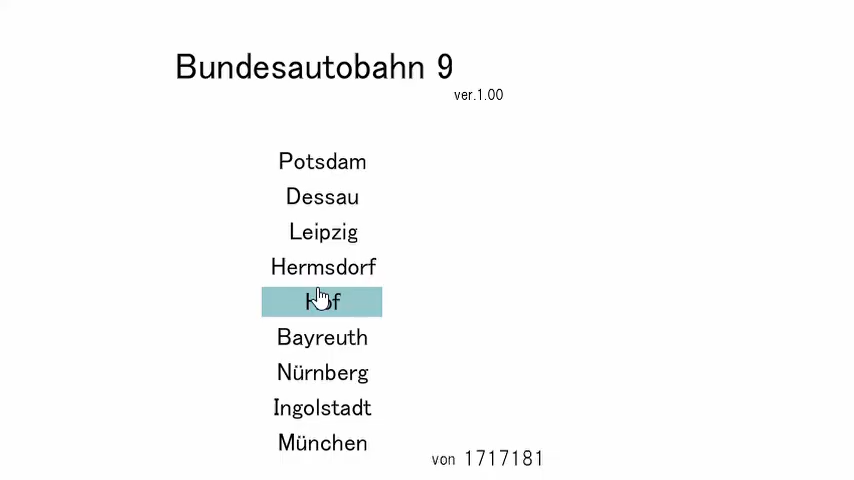 Bundesautobahn 9
ver.1.00
Potsdam
Dessau
Leipzig
Hermsdorf
Hof
Bayreuth
Nürnberg
Ingolstadt
München
von 1717181